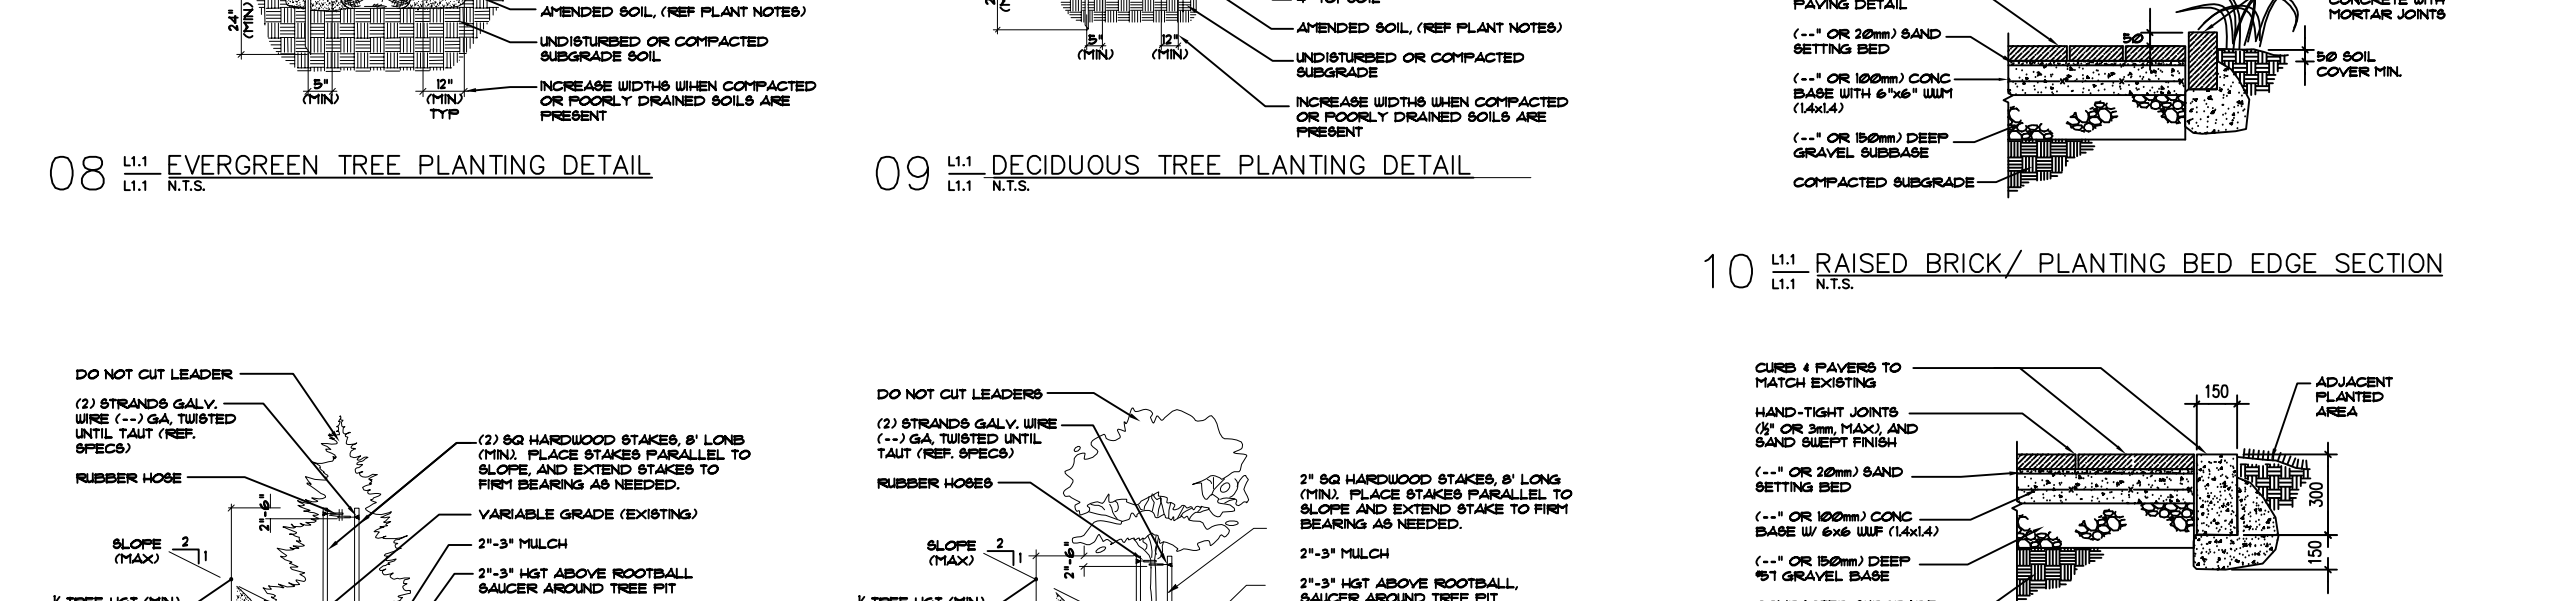 24"
(MIN)
AMENDED SOIL, (REF PLANT NOTES)
UNDISTURBED OR COMPACTED
SUBGRADE SOIL
5"
(MIN)
12"
(MIN)
TYP
INCREASE WIDTHS WHEN COMPACTED
OR POORLY DRAINED SOILS ARE
PRESENT
08
L1.1
L1.1
EVERGREEN TREE PLANTING DETAIL
N.T.S.
AMENDED SOIL, (REF PLANT NOTES)
UNDISTURBED OR COMPACTED
SUBGRADE
5"
(MIN)
12"
(MIN)
INCREASE WIDTHS WHEN COMPACTED
OR POORLY DRAINED SOILS ARE
PRESENT
09
L1.1
L1.1
DECIDUOUS TREE PLANTING DETAIL
N.T.S.
PAVING DETAIL
(--" OR 20mm) SAND
SETTING BED
(--" OR 100mm) CONC
BASE WITH 6"x6" WWM
(1.4x1.4)
(--" OR 150mm) DEEP
GRAVEL SUBBASE
COMPACTED SUBGRADE
50
CONCRETE WITH
MORTAR JOINTS
50 SOIL
COVER MIN.
10
L1.1
L1.1
RAISED BRICK/ PLANTING BED EDGE SECTION
N.T.S.
DO NOT CUT LEADER
(2) STRANDS GALV.
WIRE (--) GA, TWISTED
UNTIL TAUT (REF.
SPECS)
RUBBER HOSE
2"-6"
SLOPE
(MAX)
2
1
TREE HGT (MIN)
(2) SQ HARDWOOD STAKES, 8' LONB
(MIN). PLACE STAKES PARALLEL TO
SLOPE, AND EXTEND STAKES TO
FIRM BEARING AS NEEDED.
VARIABLE GRADE (EXISTING)
2"-3" MULCH
2"-3" HGT ABOVE ROOTBALL
SAUCER AROUND TREE PIT
DO NOT CUT LEADERS
(2) STRANDS GALV. WIRE
(--) GA, TWISTED UNTIL
TAUT (REF. SPECS)
RUBBER HOSES
2"-6"
SLOPE
(MAX)
2
1
TREE HGT (MIN)
2" SQ HARDWOOD STAKES, 8' LONG
(MIN). PLACE STAKES PARALLEL TO
SLOPE AND EXTEND STAKE TO FIRM
BEARING AS NEEDED.
2"-3" MULCH
2"-3" HGT ABOVE ROOTBALL,
SAUCER AROUND TREE PIT
CURB & PAVERS TO
MATCH EXISTING
HAND-TIGHT JOINTS
(⅛" OR 3mm, MAX), AND
SAND SWEPT FINISH
(--" OR 20mm) SAND
SETTING BED
(--" OR 100mm) CONC
BASE W/ 6x6 WWF (1.4x1.4)
(--" OR 150mm) DEEP
#57 GRAVEL BASE
150
ADJACENT
PLANTED
AREA
300
150